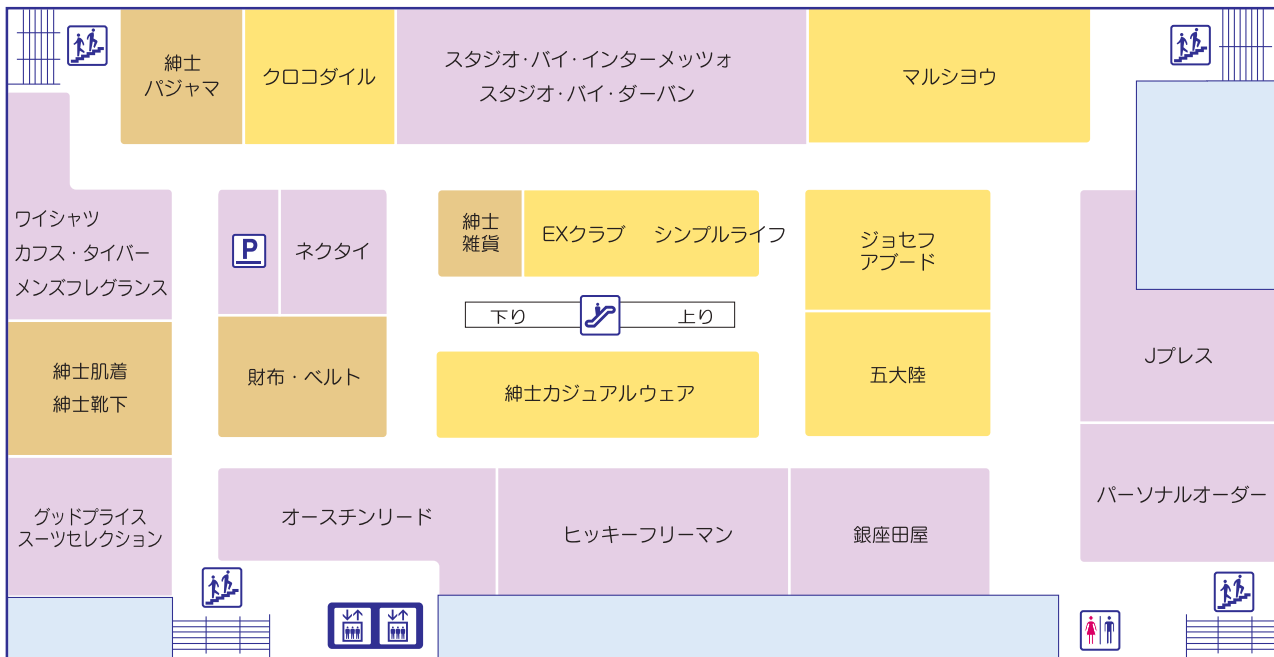 紳士
パジャマ
クロコダイル
スタジオ・バイ・インターメッツォ
スタジオ・バイ・ダーバン
マルシヨウ
ワイシャツ
カフス・タイバー
メンズフレグランス
P
ネクタイ
紳士
雑貨
EXクラブ
シンプルライフ
ジョセフ
アブード
下り
上り
Jプレス
紳士肌着
紳士靴下
財布・ベルト
紳士カジュアルウェア
五大陸
パーソナルオーダー
グッドプライス
スーツセレクション
オースチンリード
ヒッキーフリーマン
銀座田屋